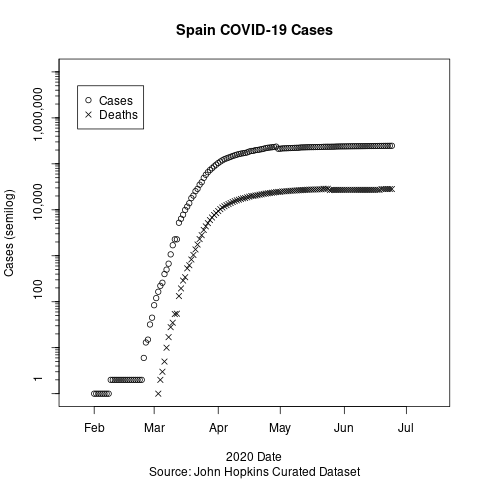 Spain COVID-19 Cases
Cases
Deaths
Cases (semilog)
1,000,000
10,000
100
1
Feb Mar Apr May Jun Jul
2020 Date
Source: John Hopkins Curated Dataset